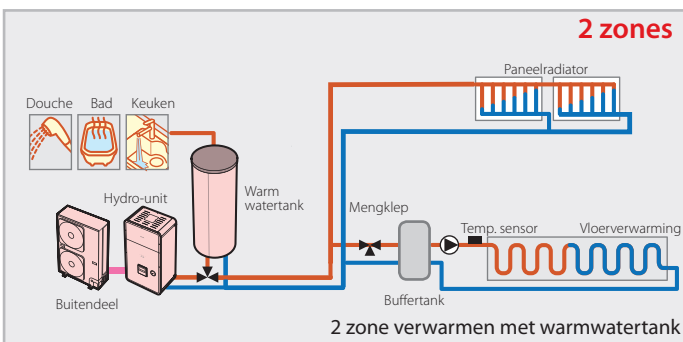 2 zones
Paneelradiator
Douche Bad Keuken
Hydro-unit
Warm
watertank
Mengklep
Temp. sensor Vloerverwarming
Buitendeel
Buffertank
2 zone verwarmen met warmwatertank